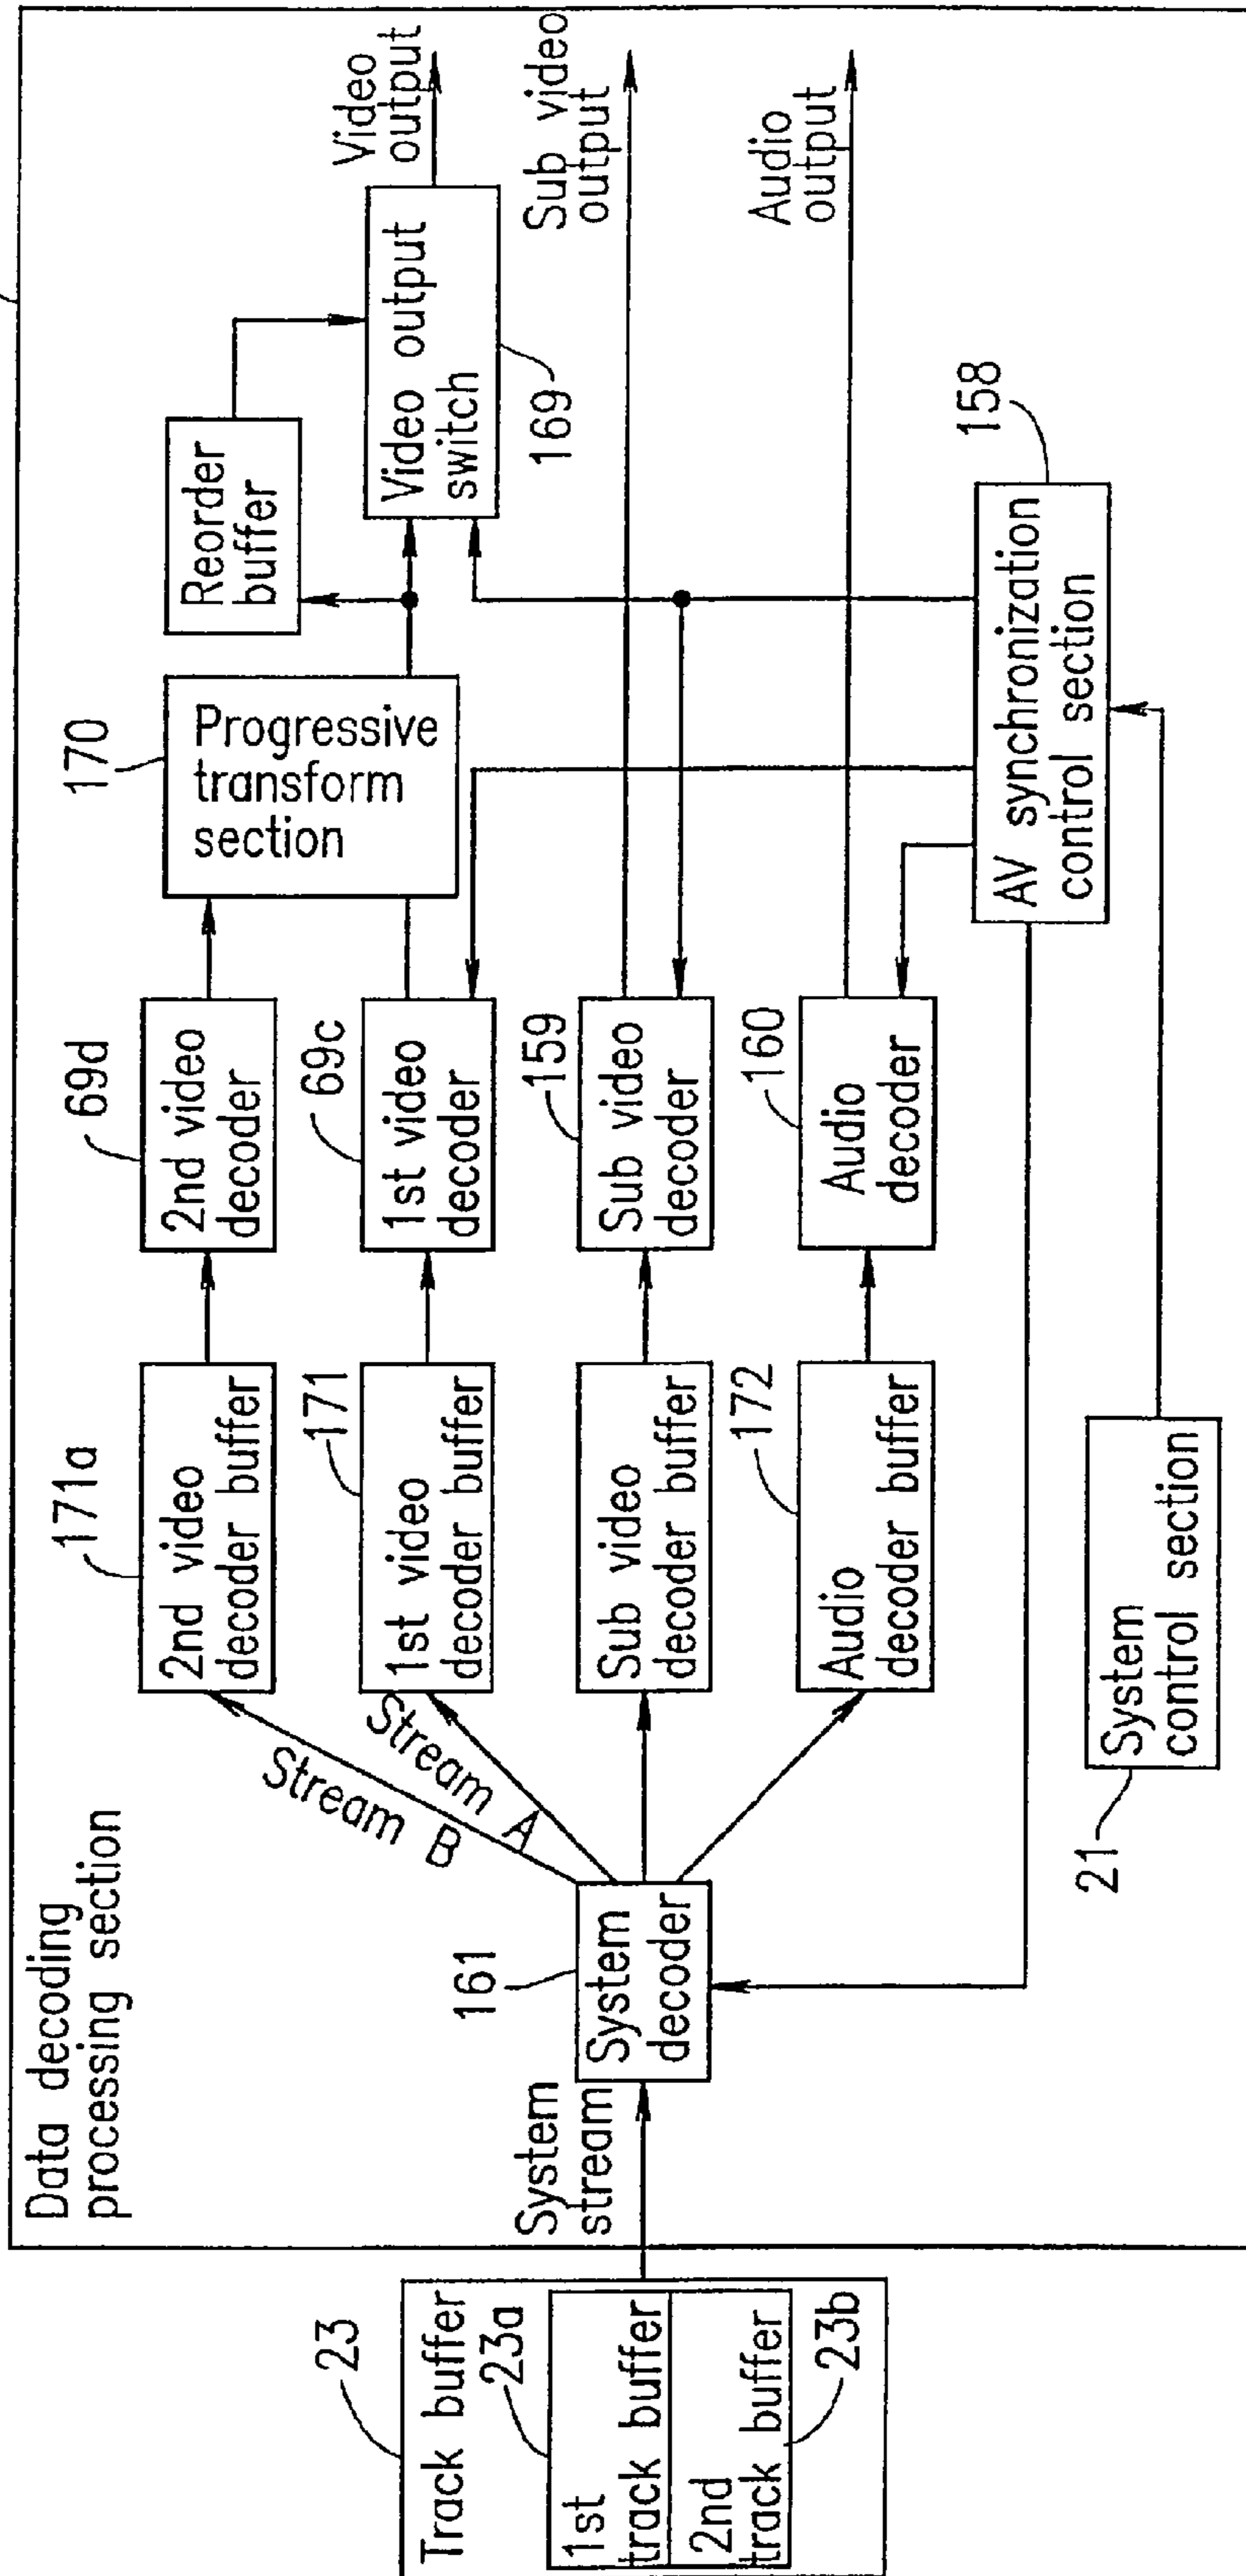 Data decoding
processing section
23
Track buffer
23a
1st
track buffer
2nd
track buffer
23b
System
stream
161
System
decoder
Stream B
Stream A
171a
2nd video
decoder buffer
171
1st video
decoder buffer
Sub video
decoder buffer
172
Audio
decoder buffer
69d
2nd video
decoder
69c
1st video
decoder
159
Sub video
decoder
160
Audio
decoder
170
Progressive
transform
section
Reorder
buffer
Video output
switch
169
Video
output
Sub video
output
Audio
output
158
AV synchronization
control section
21
System
control section